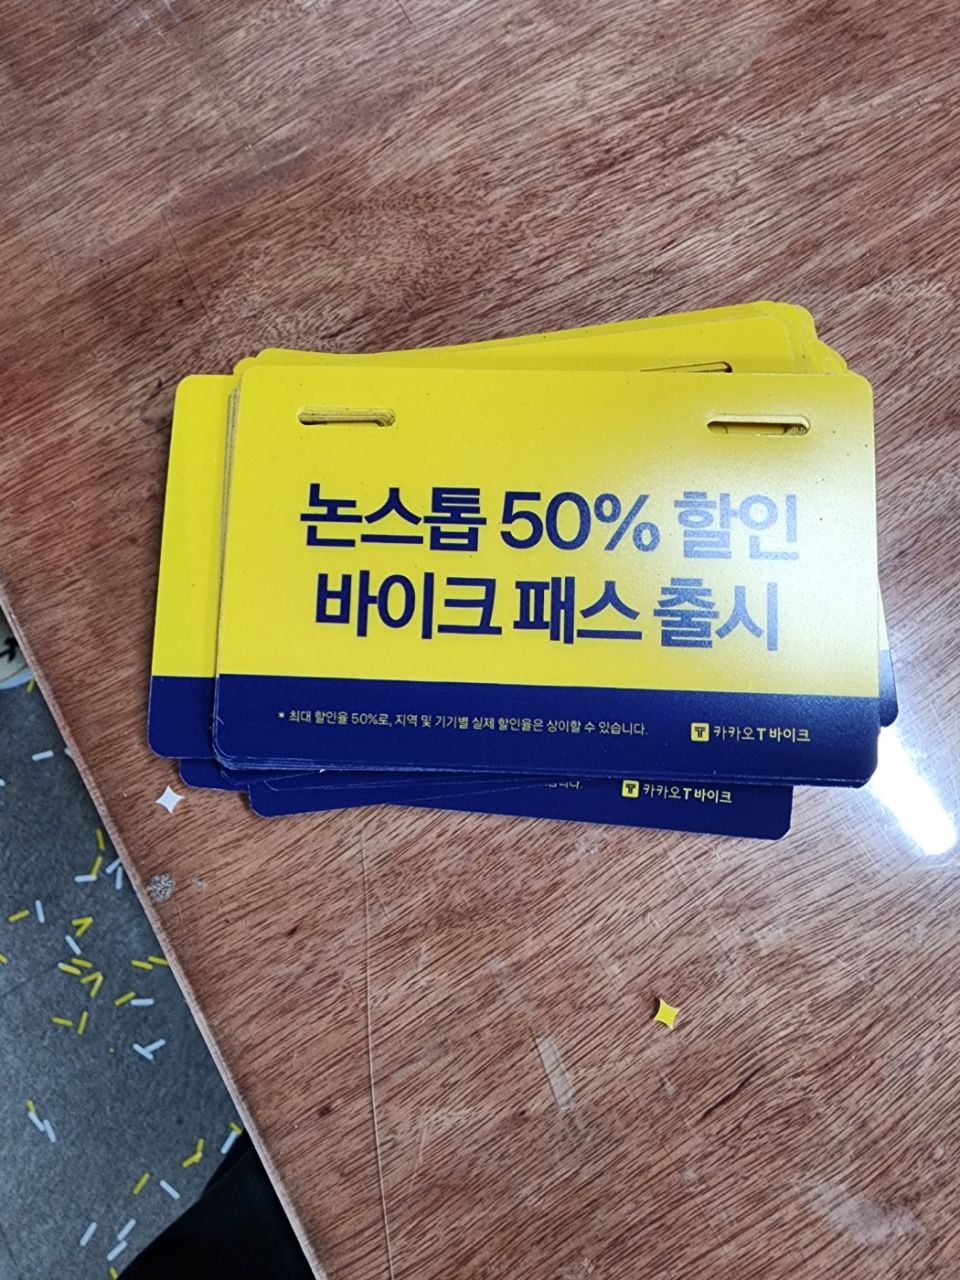 논스톱 50% 할인
바이크 패스 출시
* 최대 할인율 50%로, 지역 및 기기별 실제 할인율은 상이할 수 있습니다.
T 카카오 T 바이크
니다.
T 카카오 T 바이크